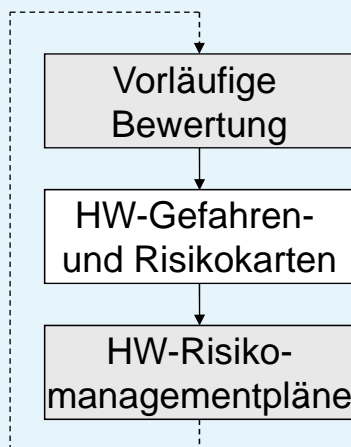 Vorläufige
Bewertung
HW-Gefahren-
und Risikokarten
HW-Risiko-
managementpläne